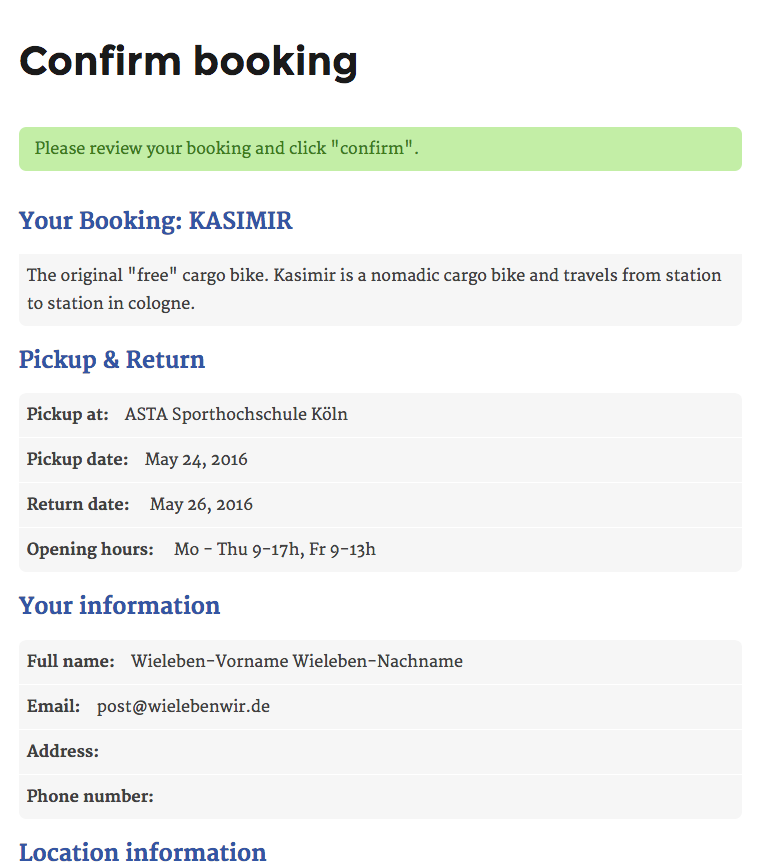 Confirm booking
Please review your booking and click "confirm".
Your Booking: KASIMIR
The original "free" cargo bike. Kasimir is a nomadic cargo bike and travels from station
to station in cologne.
Pickup & Return
Pickup at: ASTA Sporthochschule Köln
Pickup date: May 24, 2016
Return date: May 26, 2016
Opening hours: Mo - Thu 9-17h, Fr 9-13h
Your information
Full name: Wieleben-Vorname Wieleben-Nachname
Email: post@wielebenwir.de
Address:
Phone number:
Location information